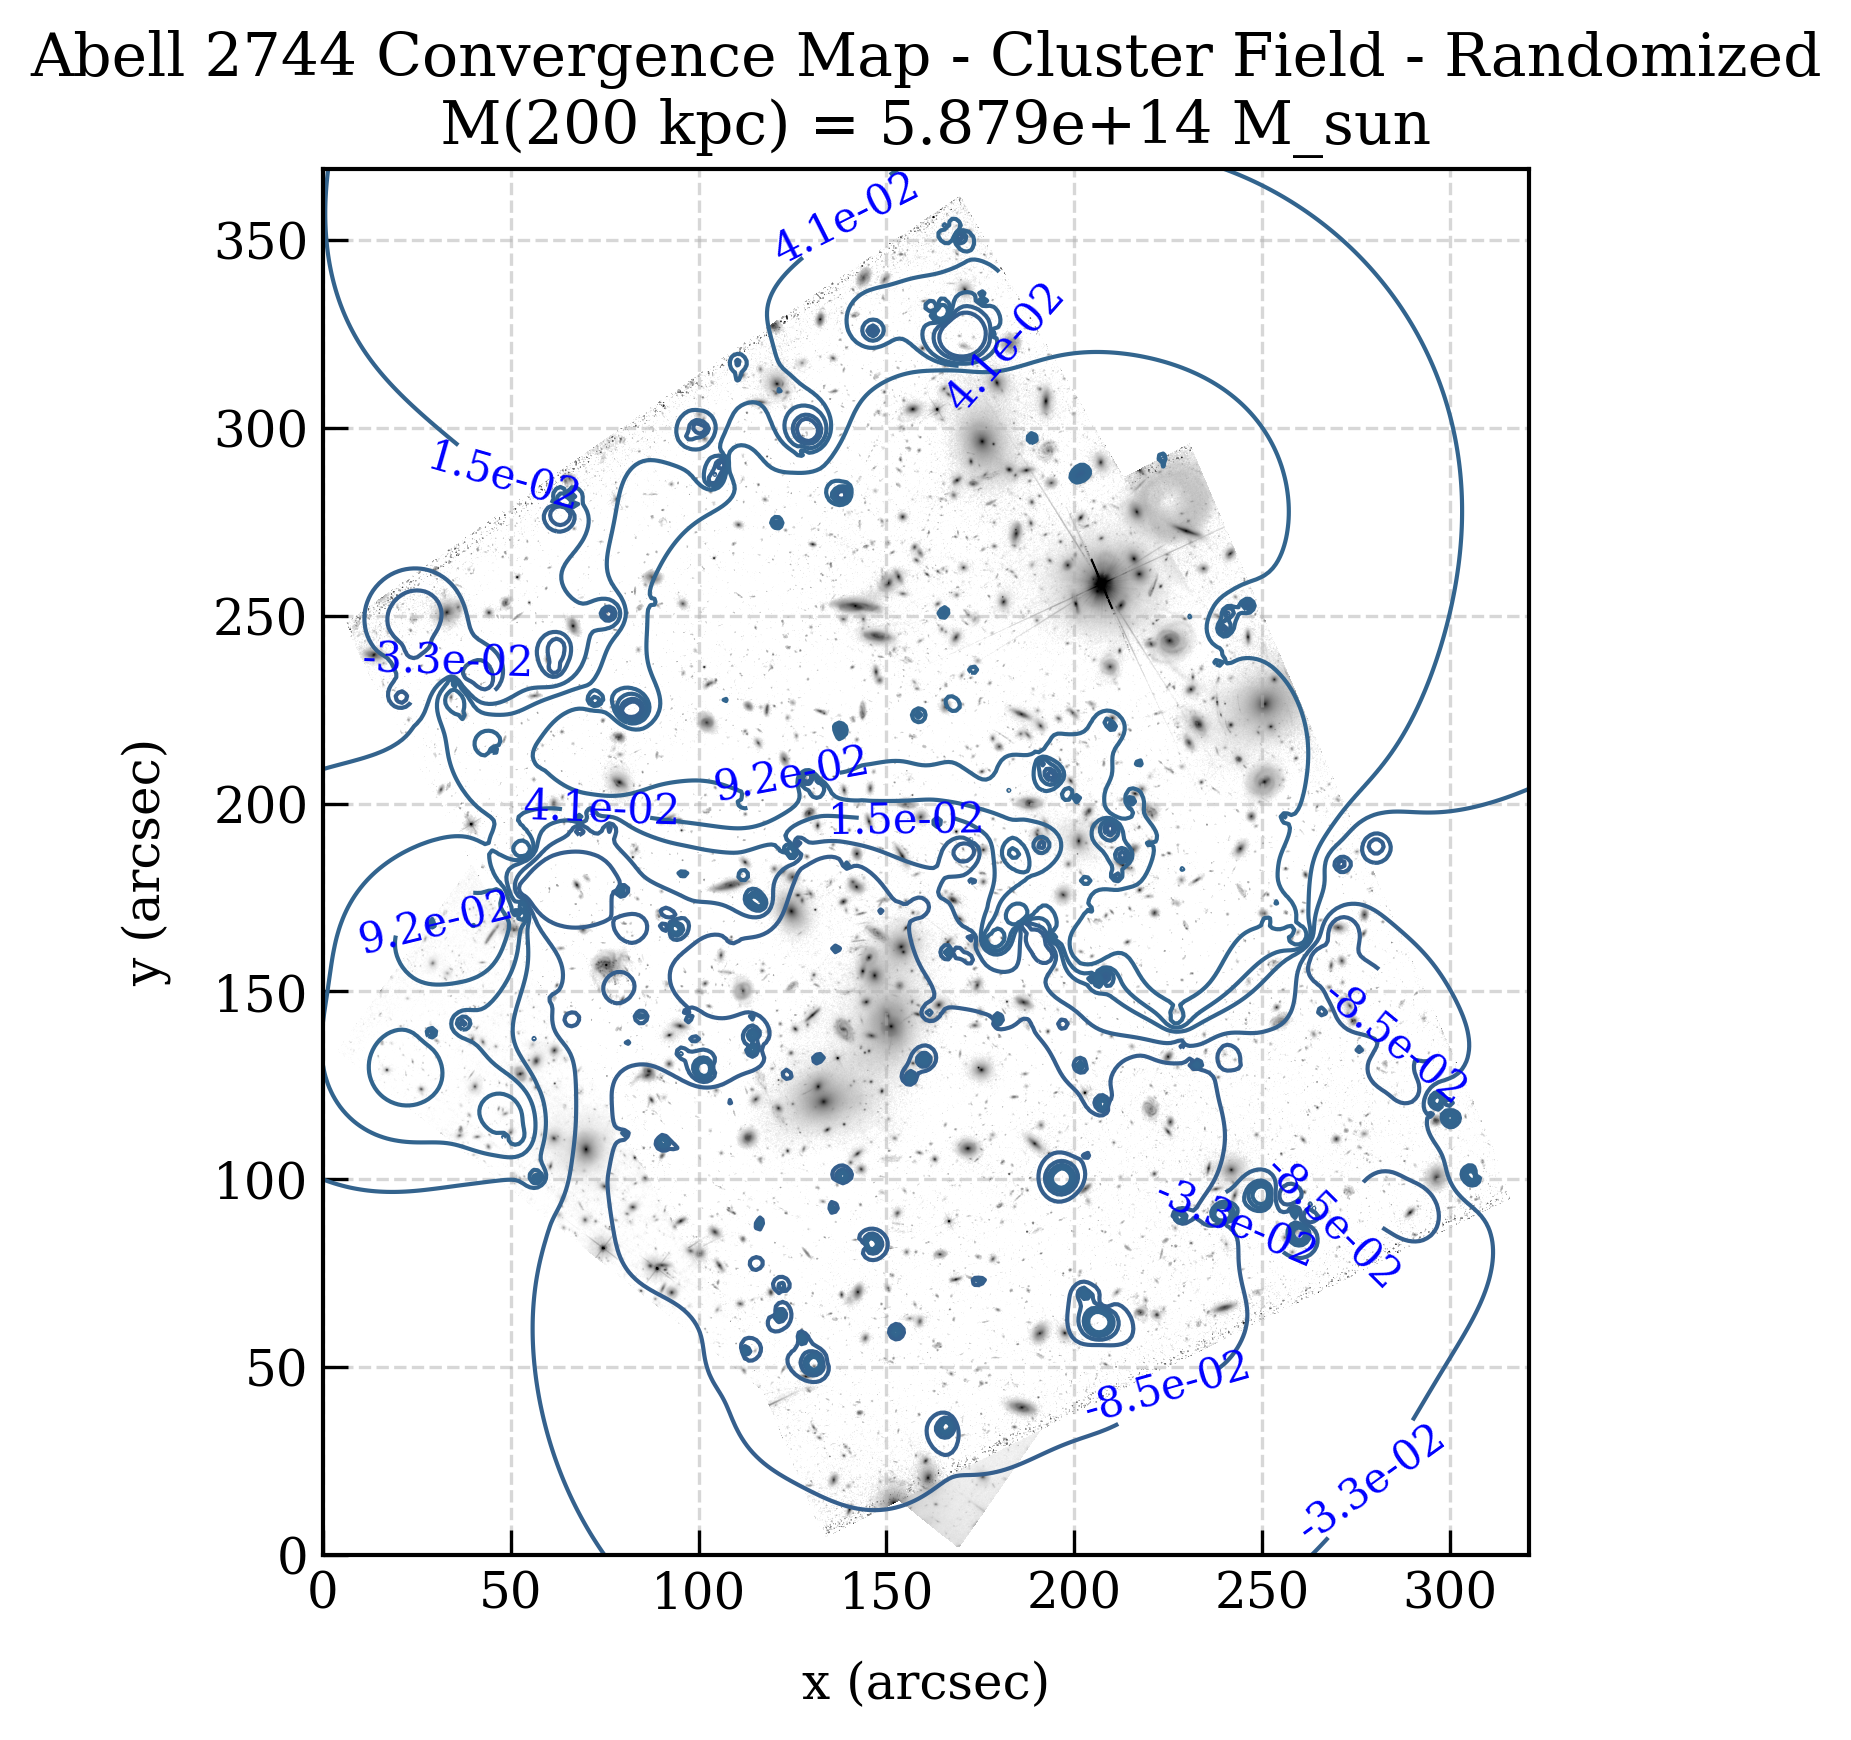 Abell 2744 Convergence Map - Cluster Field - Randomized
M(200 kpc) = 5.879e+14 M_sun
350
300
250
200
150
100
50
0
y (arcsec)
4.1e-02
4.1e-02
1.5e-02
-3.3e-02
9.2e-02
4.1e-02
1.5e-02
9.2e-02
-8.5e-02
-3.3e-02
-8.5e-02
-8.5e-02
-3.3e-02
0 50 100 150 200 250 300
x (arcsec)